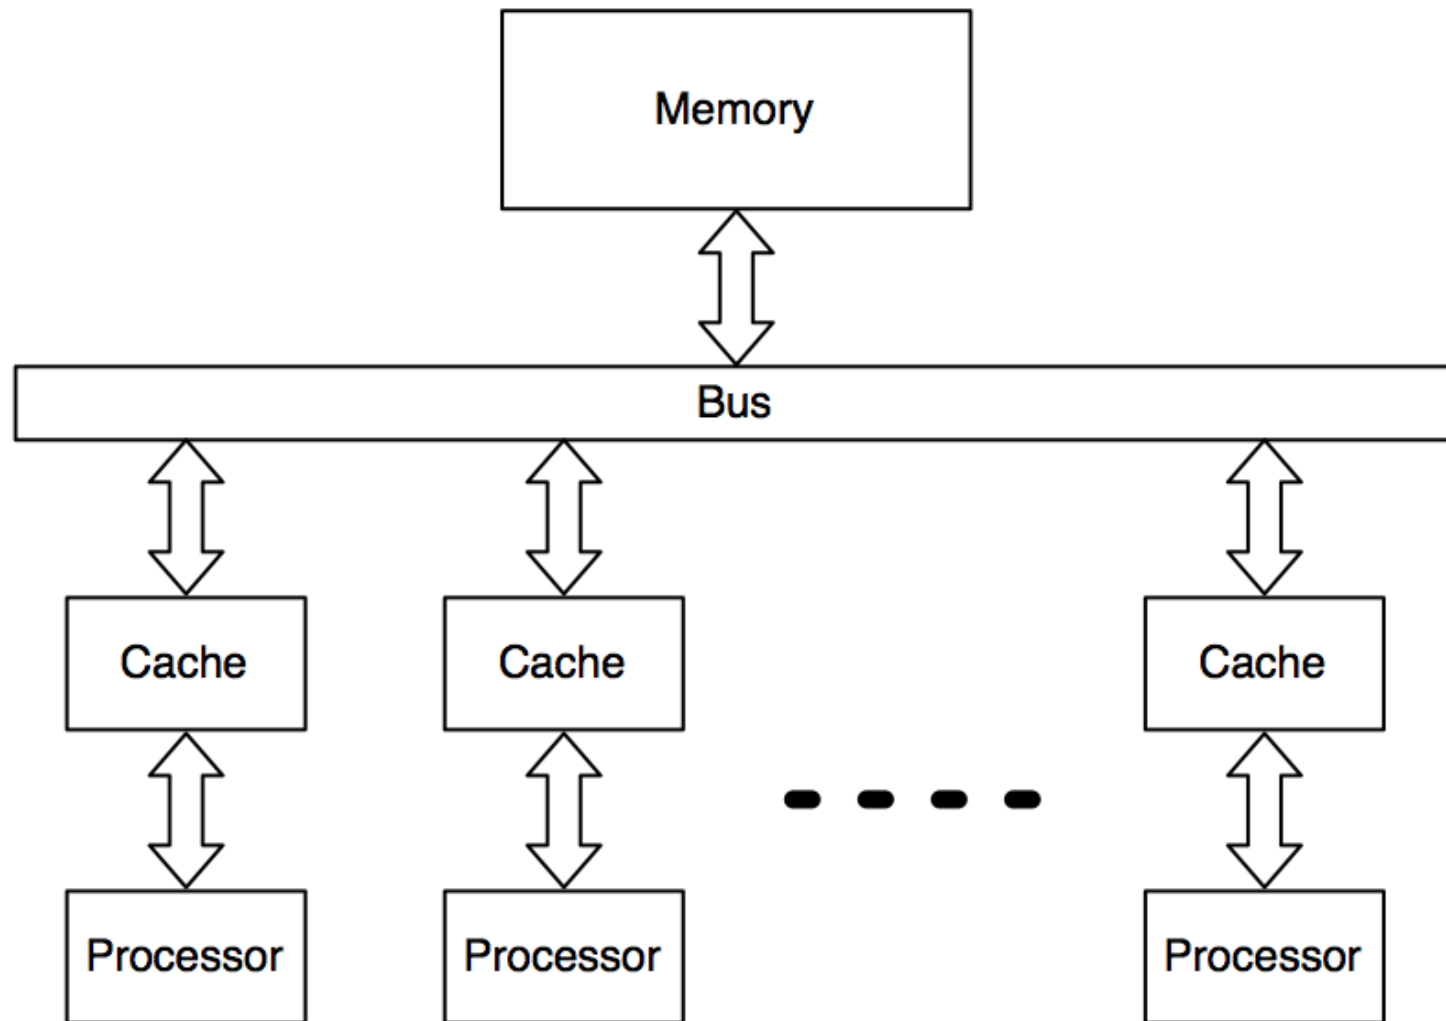 Memory
Bus
Cache
Cache
Cache
Processor
Processor
Processor